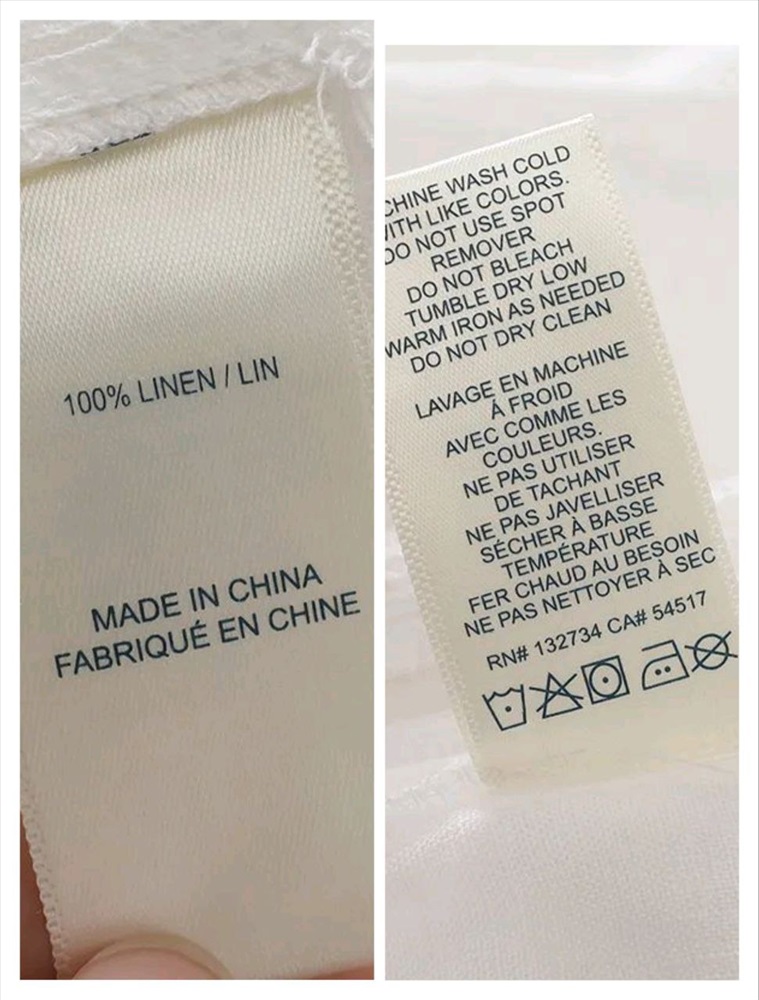 100% LINEN / LIN
MADE IN CHINA
FABRIQUÉ EN CHINE
CHINE WASH COLD
ITH LIKE COLORS.
DO NOT USE SPOT
REMOVER
DO NOT BLEACH
TUMBLE DRY LOW
WARM IRON AS NEEDED
DO NOT DRY CLEAN
LAVAGE EN MACHINE
Á FROID
AVEC COMME LES
COULEURS.
NE PAS UTILISER
DE TACHANT
NE PAS JAVELLISER
SÉCHER À BASSE
TEMPÉRATURE
FER CHAUD AU BESOIN
NE PAS NETTOYER À SEC
RN# 132734 CA# 54517